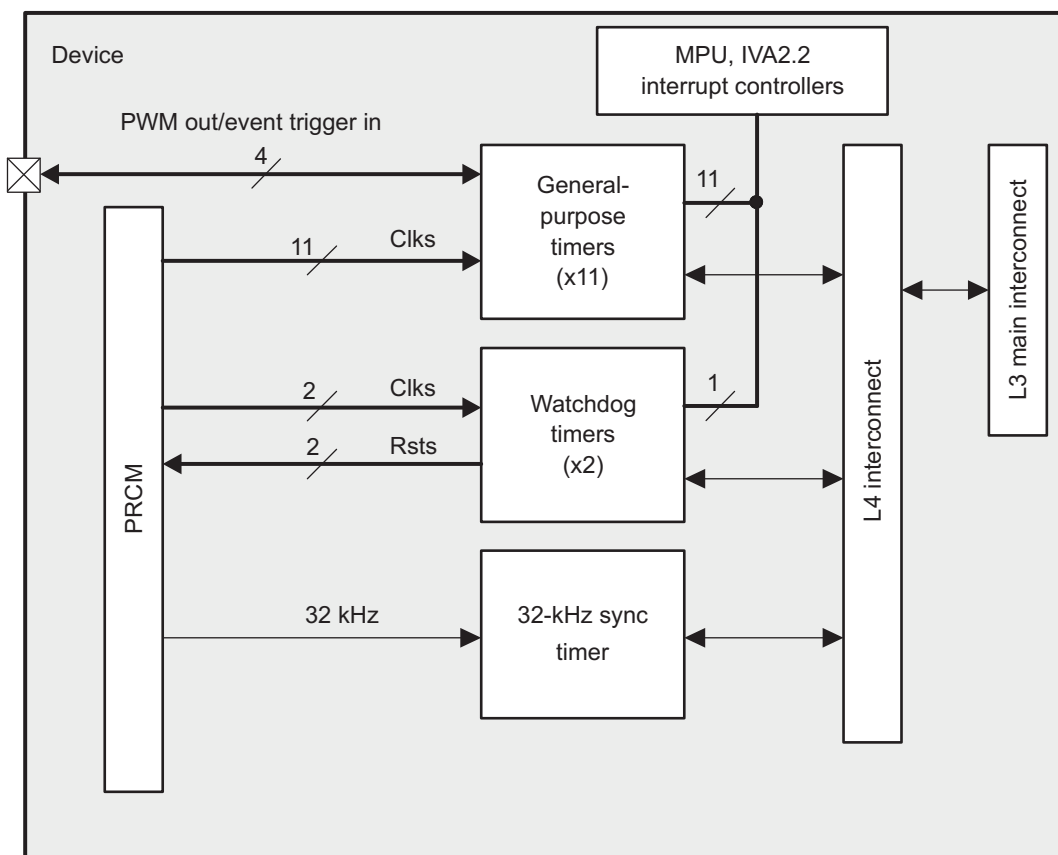 Device
MPU, IVA2.2
interrupt controllers
PWM out/event trigger in
4
General-
purpose
timers
(x11)
11
11
Clks
L3 main interconnect
2
Clks
Watchdog
timers
(x2)
1
2
Rsts
L4 interconnect
PRCM
32 kHz
32-kHz sync
timer